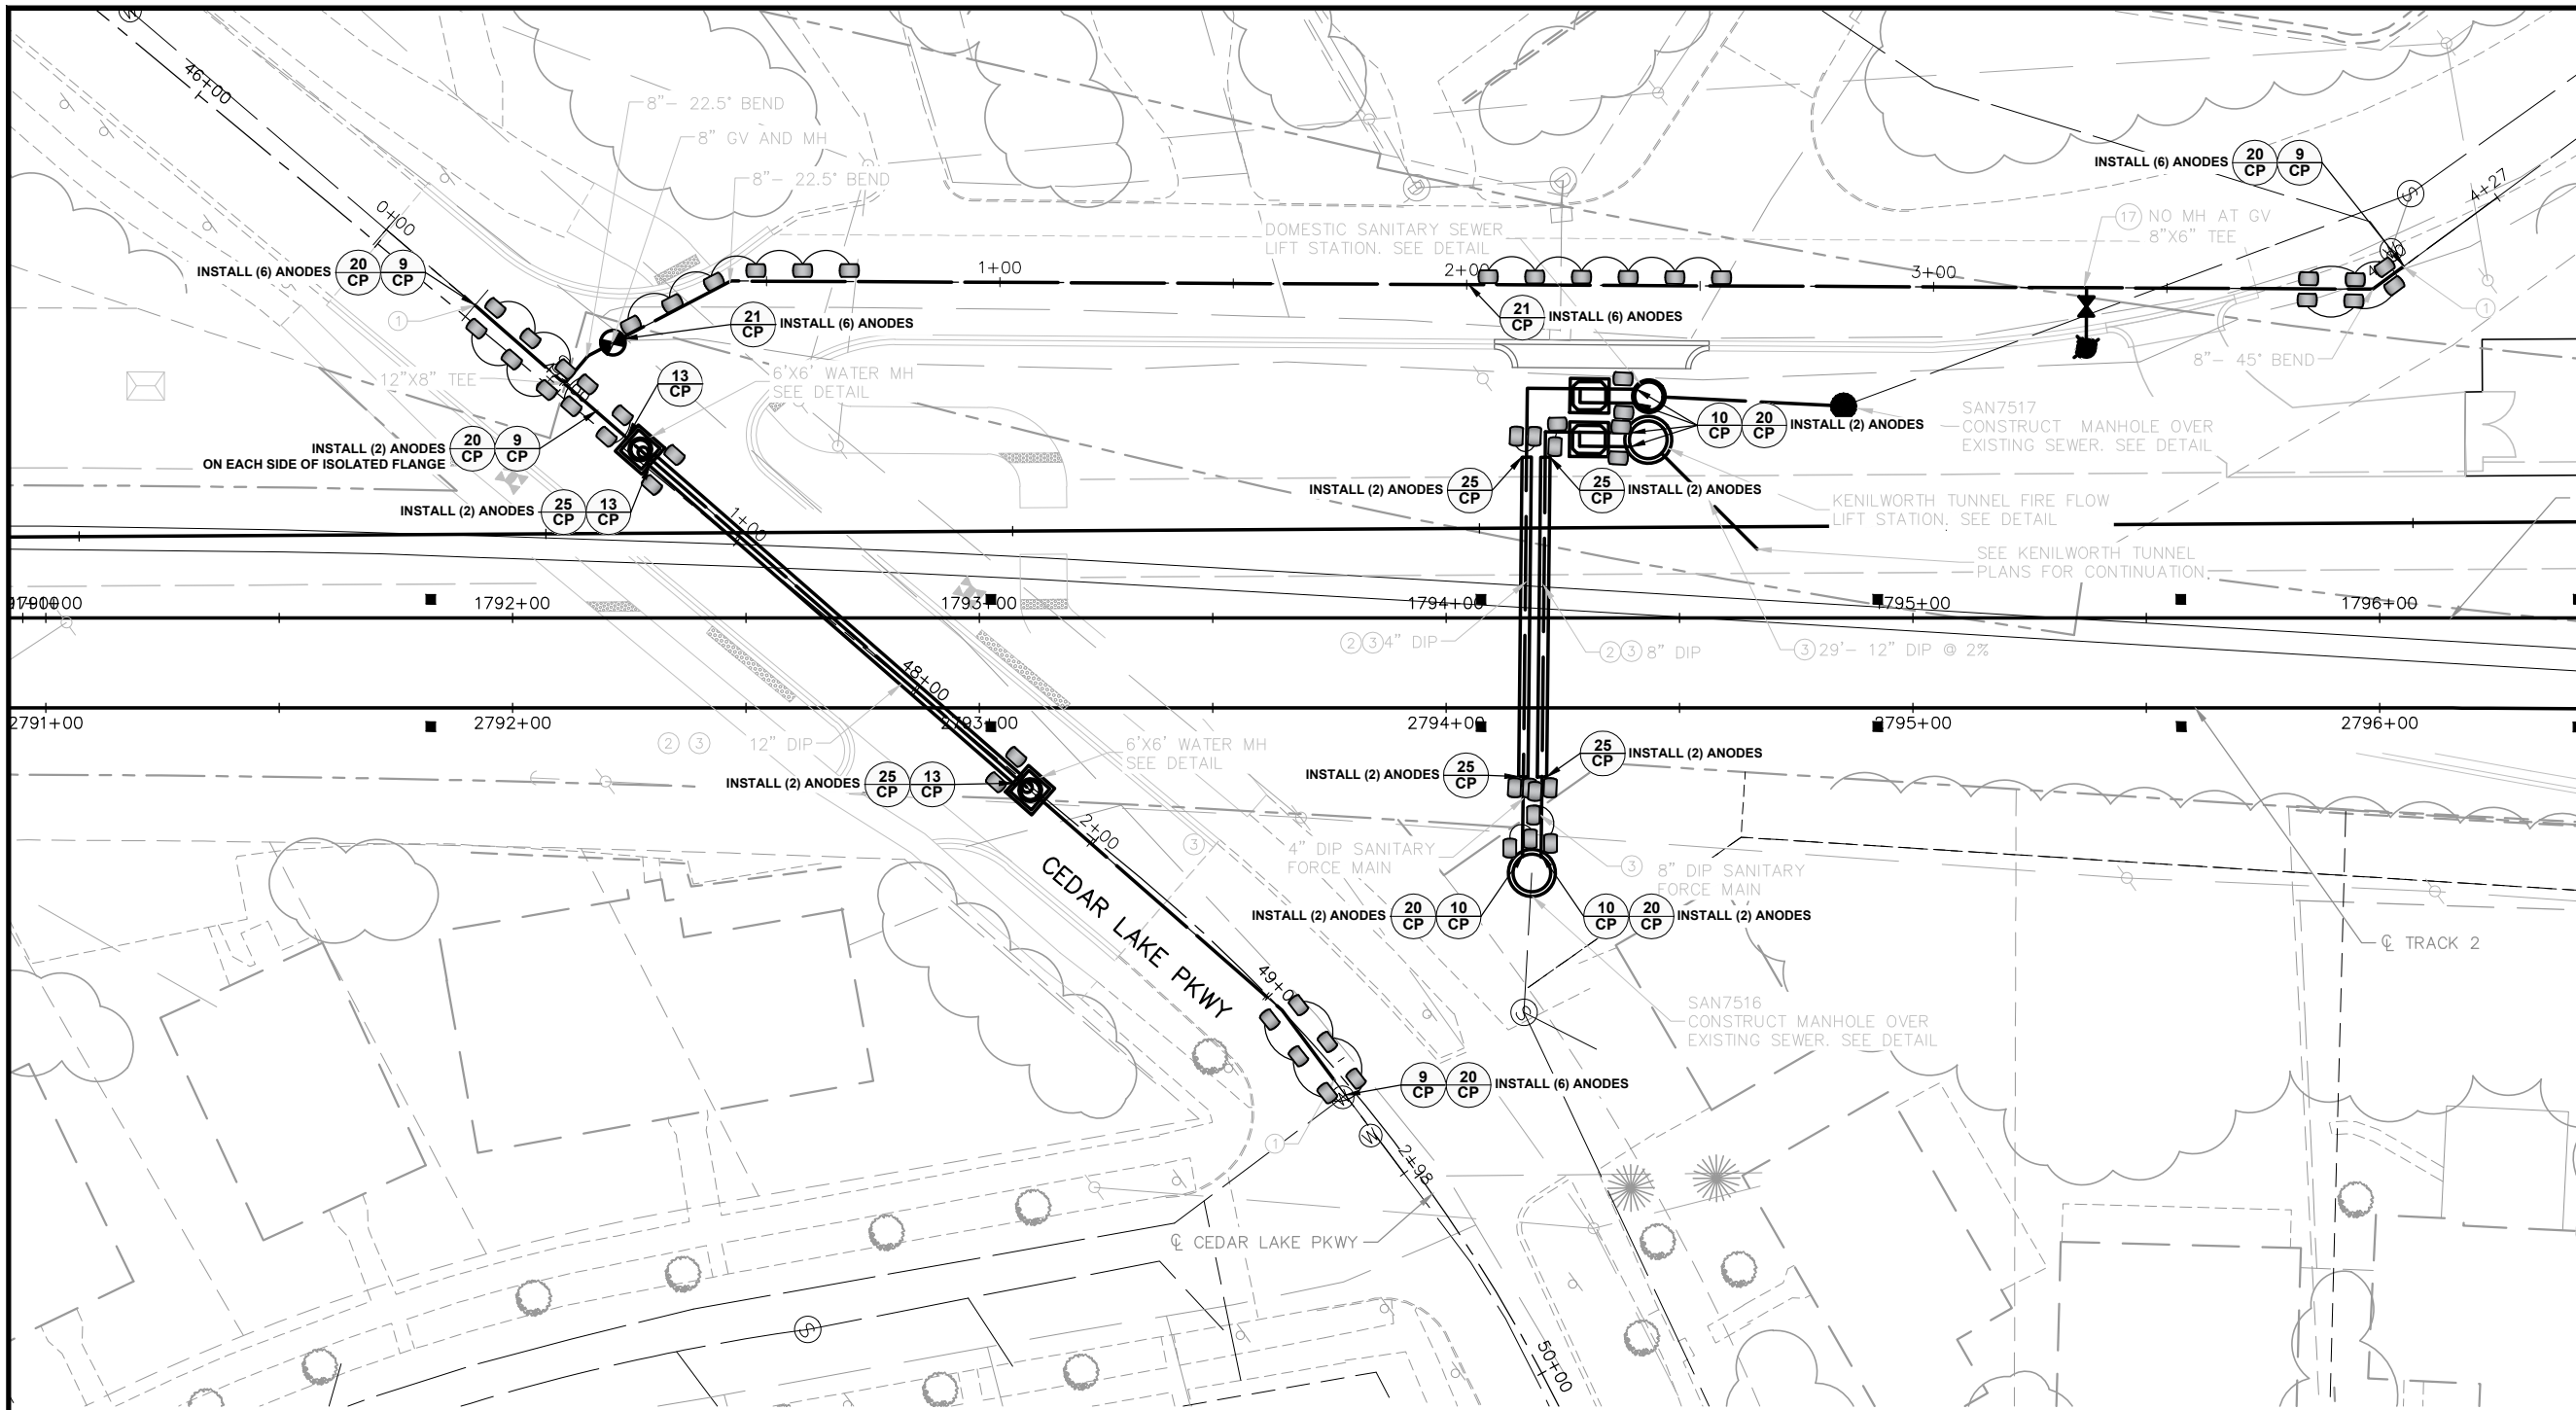 46+00
8"- 22.5° BEND
8" GV AND MH
8"- 22.5° BEND
INSTALL (6) ANODES
20
CP
9
CP
4+27
17
NO MH AT GV
8"X6" TEE
0+00
DOMESTIC SANITARY SEWER
LIFT STATION. SEE DETAIL
S
INSTALL (6) ANODES
20
CP
9
CP
1+00
2+00
3+00
1
21
CP
INSTALL (6) ANODES
21
CP
INSTALL (6) ANODES
1
12"X8" TEE
6'X6' WATER MH
SEE DETAIL
13
CP
8"- 45° BEND
10
CP
20
CP
INSTALL (2) ANODES
SAN7517
CONSTRUCT MANHOLE OVER
EXISTING SEWER. SEE DETAIL
INSTALL (2) ANODES
ON EACH SIDE OF ISOLATED FLANGE
20
CP
9
CP
INSTALL (2) ANODES
25
CP
25
CP
INSTALL (2) ANODES
INSTALL (2) ANODES
25
CP
13
CP
KENILWORTH TUNNEL FIRE FLOW
LIFT STATION. SEE DETAIL
1+00
SEE KENILWORTH TUNNEL
PLANS FOR CONTINUATION.
1792+00
1793+00
1794+00
1795+00
1796+00
2
3
4" DIP
2
3
8" DIP
3
29'- 12" DIP @ 2%
48+00
2791+00
2792+00
2793+00
2794+00
2795+00
2796+00
2
3
12" DIP
6'X6' WATER MH
SEE DETAIL
INSTALL (2) ANODES
25
CP
13
CP
INSTALL (2) ANODES
25
CP
25
CP
INSTALL (2) ANODES
2+00
3
4" DIP SANITARY
FORCE MAIN
3
8" DIP SANITARY
FORCE MAIN
CEDAR LAKE PKWY
INSTALL (2) ANODES
20
CP
10
CP
10
CP
20
CP
INSTALL (2) ANODES
℄ TRACK 2
SAN7516
CONSTRUCT MANHOLE OVER
EXISTING SEWER. SEE DETAIL
S
9
CP
20
CP
INSTALL (6) ANODES
1
W
2+98
℄ CEDAR LAKE PKWY
S
50+00